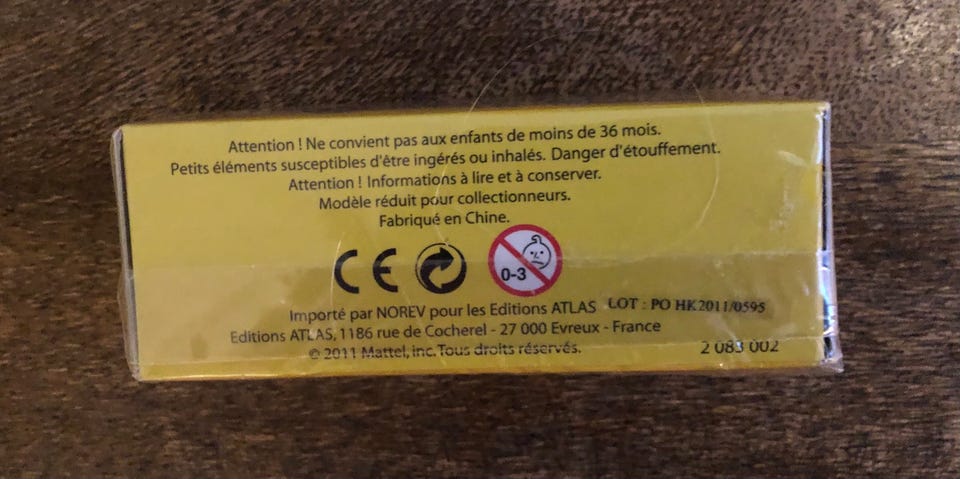 Attention ! Ne convient pas aux enfants de moins de 36 mois.
Petits éléments susceptibles d'être ingérés ou inhalés. Danger d'étouffement.
Attention ! Informations à lire et à conserver.
Modèle réduit pour collectionneurs.
Fabriqué en Chine.
CE 0-3
Importé par NOREV pour les Editions ATLAS LOT : PO HK2011/0595
Editions ATLAS, 1186 rue de Cocherel - 27 000 Evreux - France
© 2011 Mattel, inc. Tous droits réservés. 2 083 002